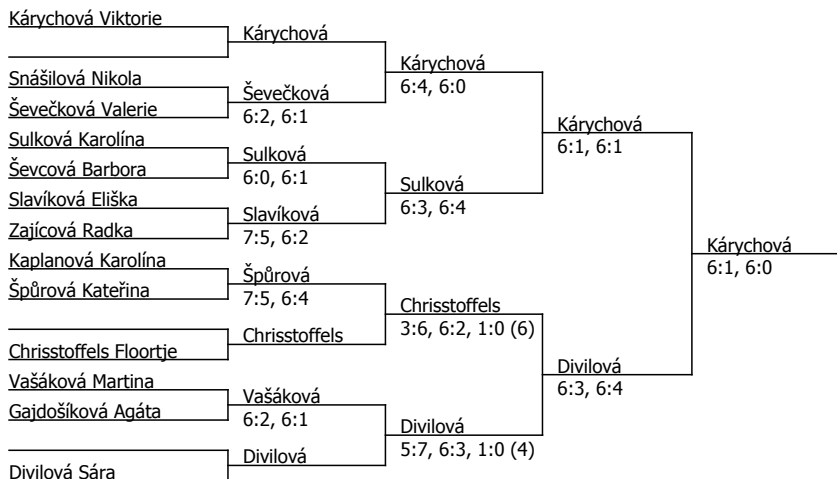 Kárychová Viktorie
Kárychová
Snášilová Nikola
Kárychová
6:4, 6:0
Ševečková Valerie
Ševečková
6:2, 6:1
Sulková Karolína
Kárychová
6:1, 6:1
Ševcová Barbora
Sulková
6:0, 6:1
Slavíková Eliška
Sulková
6:3, 6:4
Zajícová Radka
Slavíková
7:5, 6:2
Kaplanová Karolína
Kárychová
6:1, 6:0
Špůrová Kateřina
Špůrová
7:5, 6:4
Chrisstoffels
3:6, 6:2, 1:0 (6)
Chrisstoffels Floortje
Chrisstoffels
Vašáková Martina
Divilová
6:3, 6:4
Gajdošíková Agáta
Vašáková
6:2, 6:1
Divilová
5:7, 6:3, 1:0 (4)
Divilová Sára
Divilová